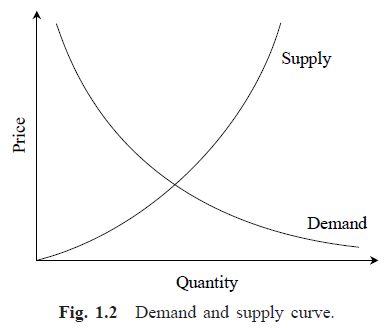 Supply
Price
Demand
Quantity
Fig. 1.2 Demand and supply curve.